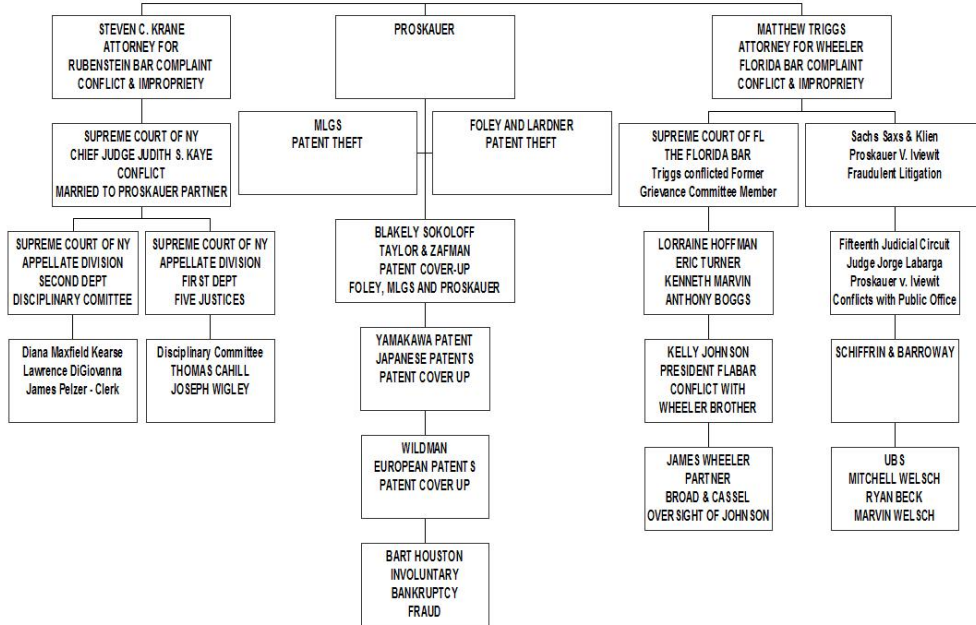 STEVEN C. KRANE
ATTORNEY FOR
RUBENSTEIN BAR COMPLAINT
CONFLICT & IMPROPRIETY
PROSKAUER
MATTHEW TRIGGS
ATTORNEY FOR WHEELER
FLORIDA BAR COMPLAINT
CONFLICT & IMPROPRIETY
SUPREME COURT OF NY
CHIEF JUDGE JUDITH S. KAYE
CONFLICT
MARRIED TO PROSKAUER PARTNER
MLGS
PATENT THEFT
FOLEY AND LARDNER
PATENT THEFT
SUPREME COURT OF FL
THE FLORIDA BAR
Triggs conflicted Former
Grievance Committee Member
Sachs Saxs & Klien
Proskauer V. Iviewit
Fraudulent Litigation
SUPREME COURT OF NY
APPELLATE DIVISION
SECOND DEPT
DISCIPLINARY COMITTEE
SUPREME COURT OF NY
APPELLATE DIVISION
FIRST DEPT
FIVE JUSTICES
BLAKELY SOKOLOFF
TAYLOR & ZAFMAN
PATENT COVER-UP
FOLEY, MLGS AND PROSKAUER
LORRAINE HOFFMAN
ERIC TURNER
KENNETH MARVIN
ANTHONY BOGGS
Fifteenth Judicial Circuit
Judge Jorge Labarga
Proskauer v. Iviewit
Conflicts with Public Office
Diana Maxfield Kearse
Lawrence DiGiovanna
James Pelzer - Clerk
Disciplinary Committee
THOMAS CAHILL
JOSEPH WIGLEY
YAMAKAWA PATENT
JAPANESE PATENTS
PATENT COVER UP
KELLY JOHNSON
PRESIDENT FLABAR
CONFLICT WITH
WHEELER BROTHER
SCHIFFRIN & BARROWAY
WILDMAN
EUROPEAN PATENTS
PATENT COVER UP
JAMES WHEELER
PARTNER
BROAD & CASSEL
OVERSIGHT OF JOHNSON
UBS
MITCHELL WELSCH
RYAN BECK
MARVIN WELSCH
BART HOUSTON
INVOLUNTARY
BANKRUPTCY
FRAUD